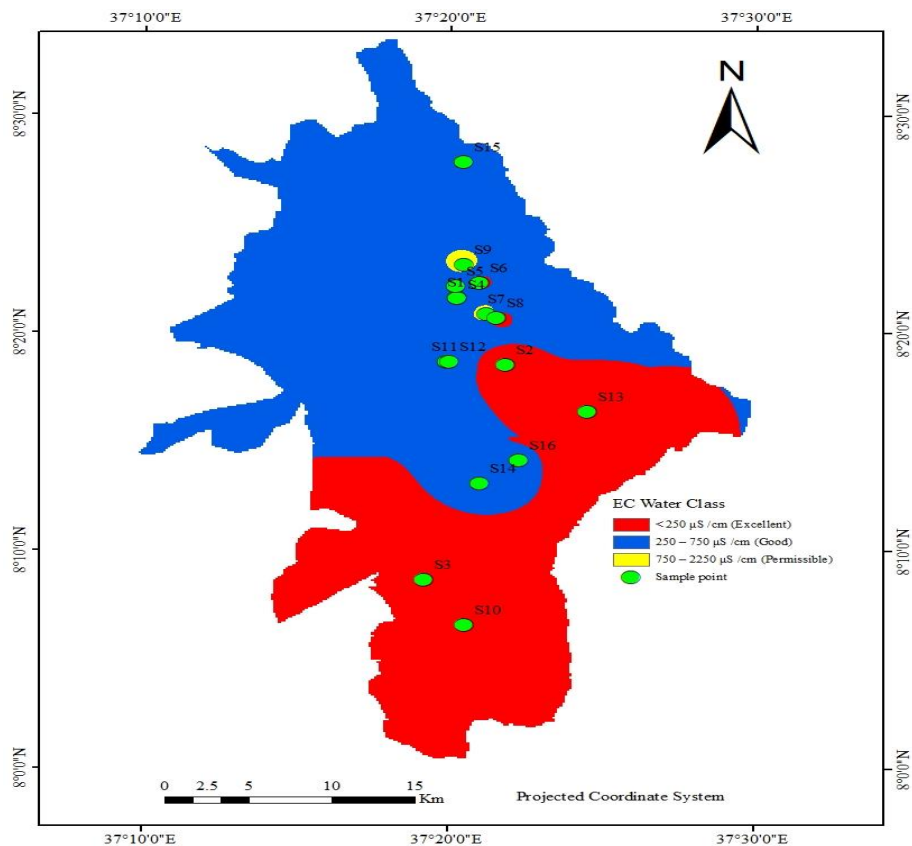 37°10'0"E 37°20'0"E 37°30'0"E
N
8°30'0"N 8°30'0"N
S15
S9
S5 S6
S1 S4
S7 S8
8°20'0"N 8°20'0"N
S11 S12 S2
S13
S16
S14
EC Water Class
<250 µS /cm (Excellent)
250 – 750 µS /cm (Good)
750 – 2250 µS /cm (Permissible)
Sample point
8°10'0"N 8°10'0"N
S3
S10
8°0'0"N 8°0'0"N
0 2.5 5 10 15
Km
Projected Coordinate System
37°10'0"E 37°20'0"E 37°30'0"E